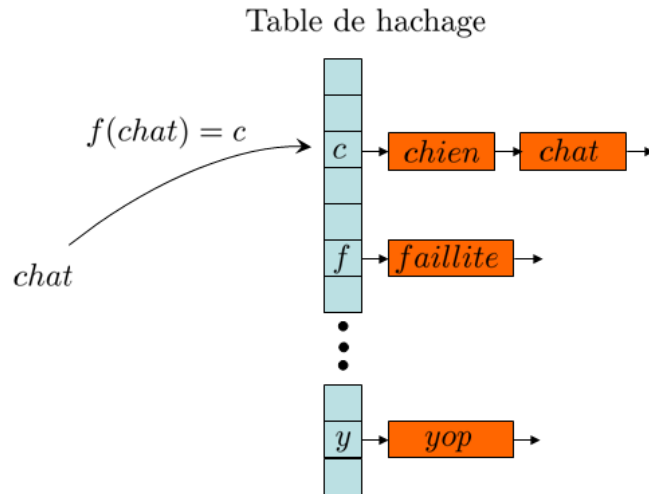 Table de hachage
f(chat) = c
c chien chat
chat
f faillite
y yop